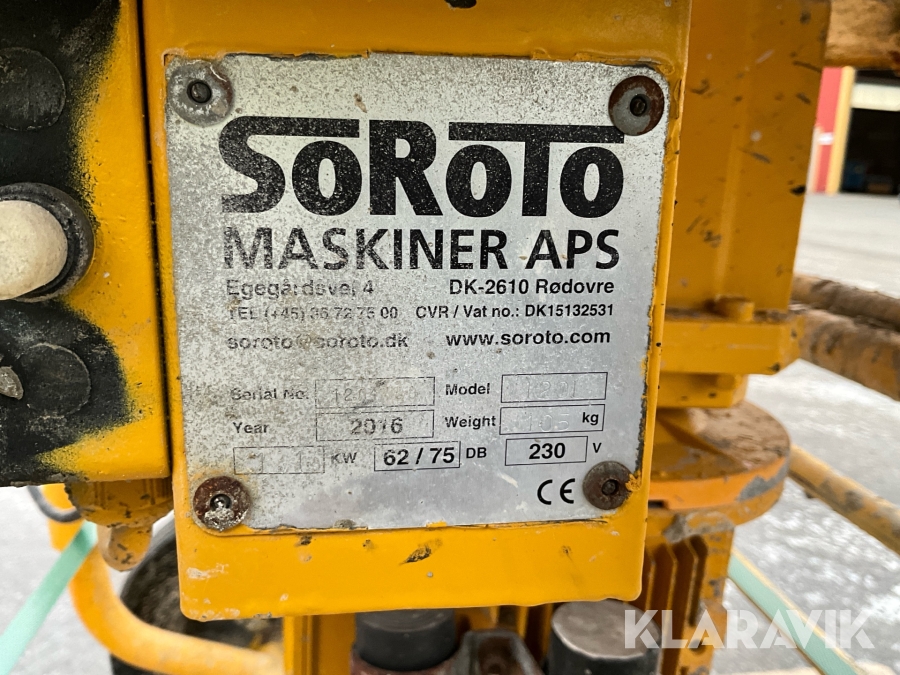 SoRoTo
MASKINER APS
Egegårdsvej 4 DK-2610 Rødovre
TEL (+45) 36 72 75 00 CVR / Vat no.: DK15132531
soroto@soroto.dk www.soroto.com
Serial No. Model
Year 2016 Weight 105 kg
KW 62 / 75 DB 230 V
CE
KLARAVIK